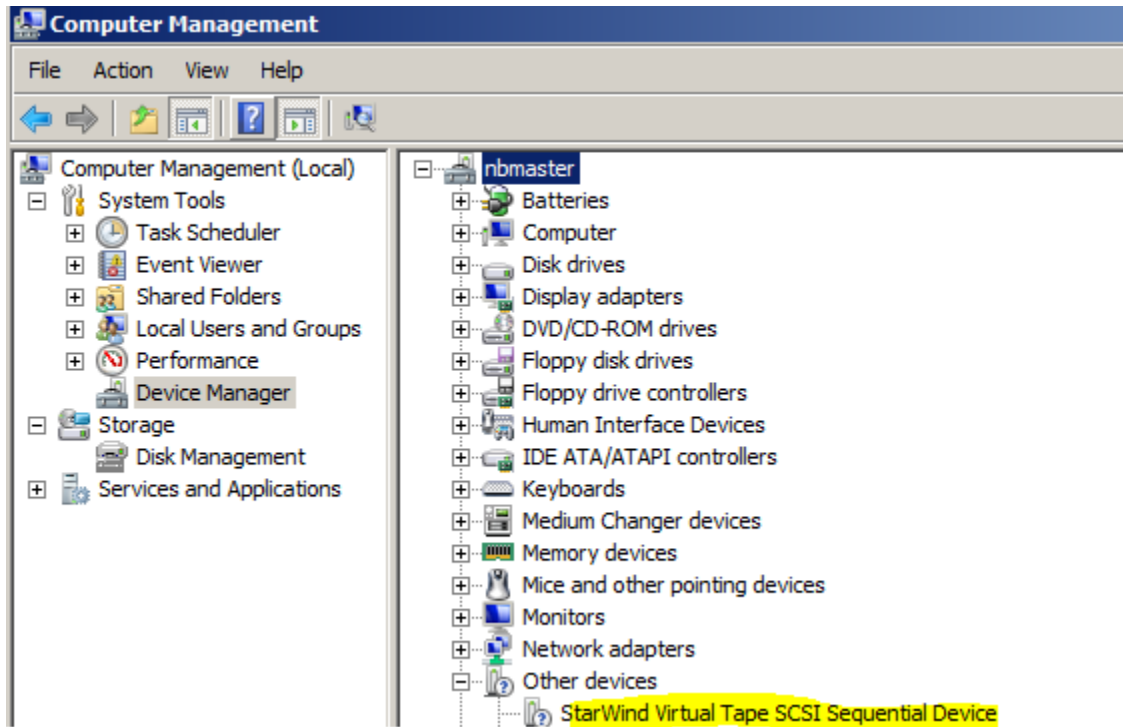 Computer Management
File Action View Help
Computer Management (Local)
System Tools
Task Scheduler
Event Viewer
Shared Folders
Local Users and Groups
Performance
Device Manager
Storage
Disk Management
Services and Applications
nbmaster
Batteries
Computer
Disk drives
Display adapters
DVD/CD-ROM drives
Floppy disk drives
Floppy drive controllers
Human Interface Devices
IDE ATA/ATAPI controllers
Keyboards
Medium Changer devices
Memory devices
Mice and other pointing devices
Monitors
Network adapters
Other devices
StarWind Virtual Tape SCSI Sequential Device